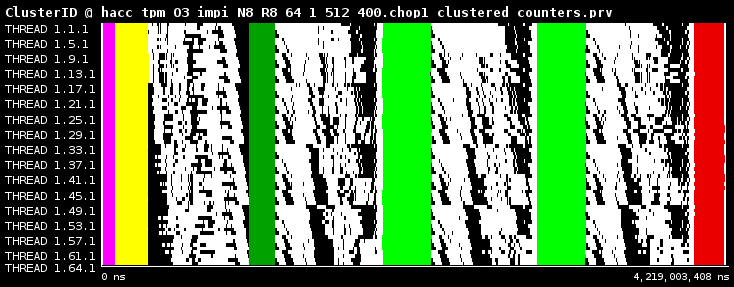 ClusterID @ hacc tpm O3 impi N8 R8 64 1 512 400.chop1 clustered counters.prv
THREAD 1.1.1
THREAD 1.5.1
THREAD 1.9.1
THREAD 1.13.1
THREAD 1.17.1
THREAD 1.21.1
THREAD 1.25.1
THREAD 1.29.1
THREAD 1.33.1
THREAD 1.37.1
THREAD 1.41.1
THREAD 1.45.1
THREAD 1.49.1
THREAD 1.53.1
THREAD 1.57.1
THREAD 1.61.1
THREAD 1.64.1
0 ns 4,219,003,408 ns